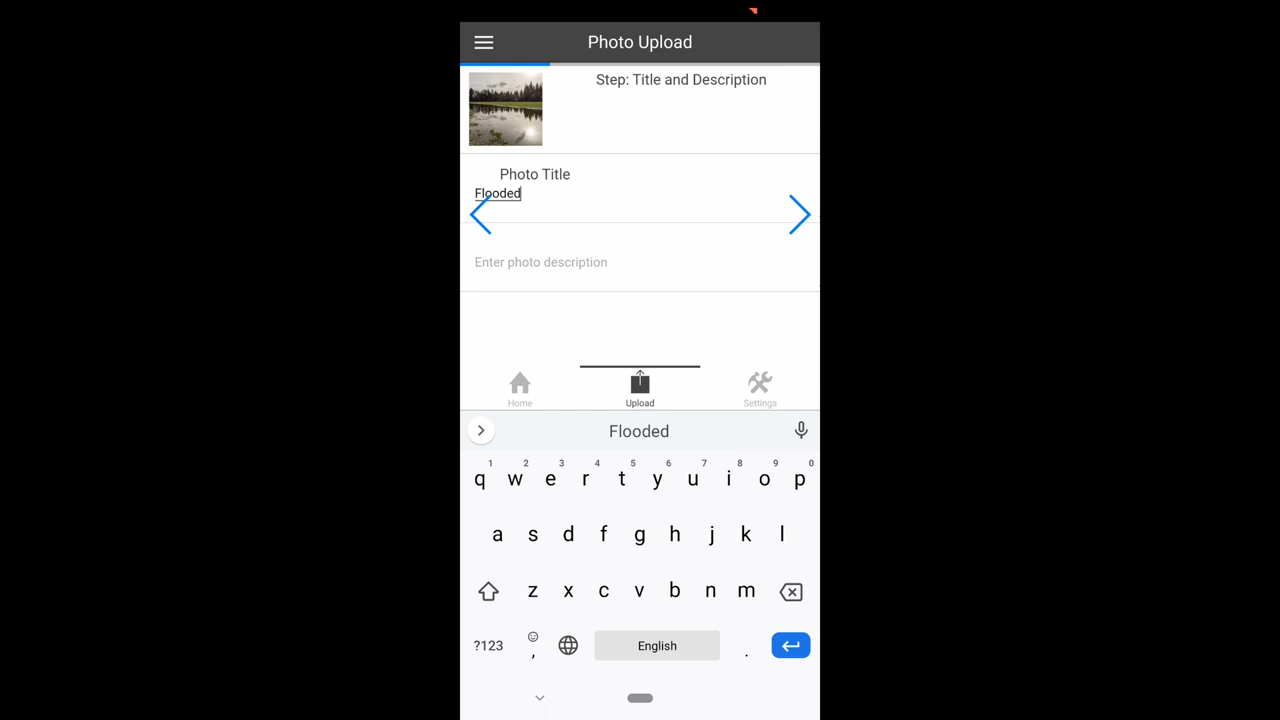 Photo Upload
Step: Title and Description
Photo Title
Flooded
Enter photo description
Home Upload Settings
Flooded
1 2 3 4 5 6 7 8 9 0
q w e r t y u i o p
a s d f g h j k l
z x c v b n m
?123 , English .